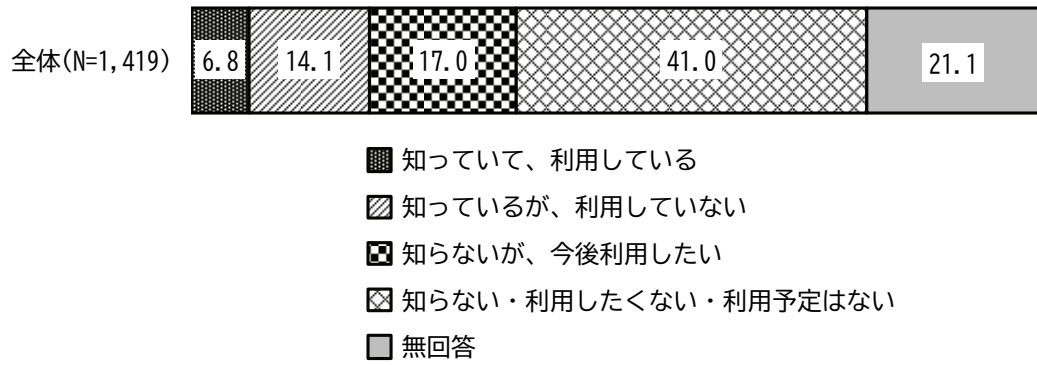 全体(N=1,419) 6.8 14.1 17.0 41.0 21.1
知っていて、利用している
知っているが、利用していない
知らないが、今後利用したい
知らない・利用したくない・利用予定はない
無回答